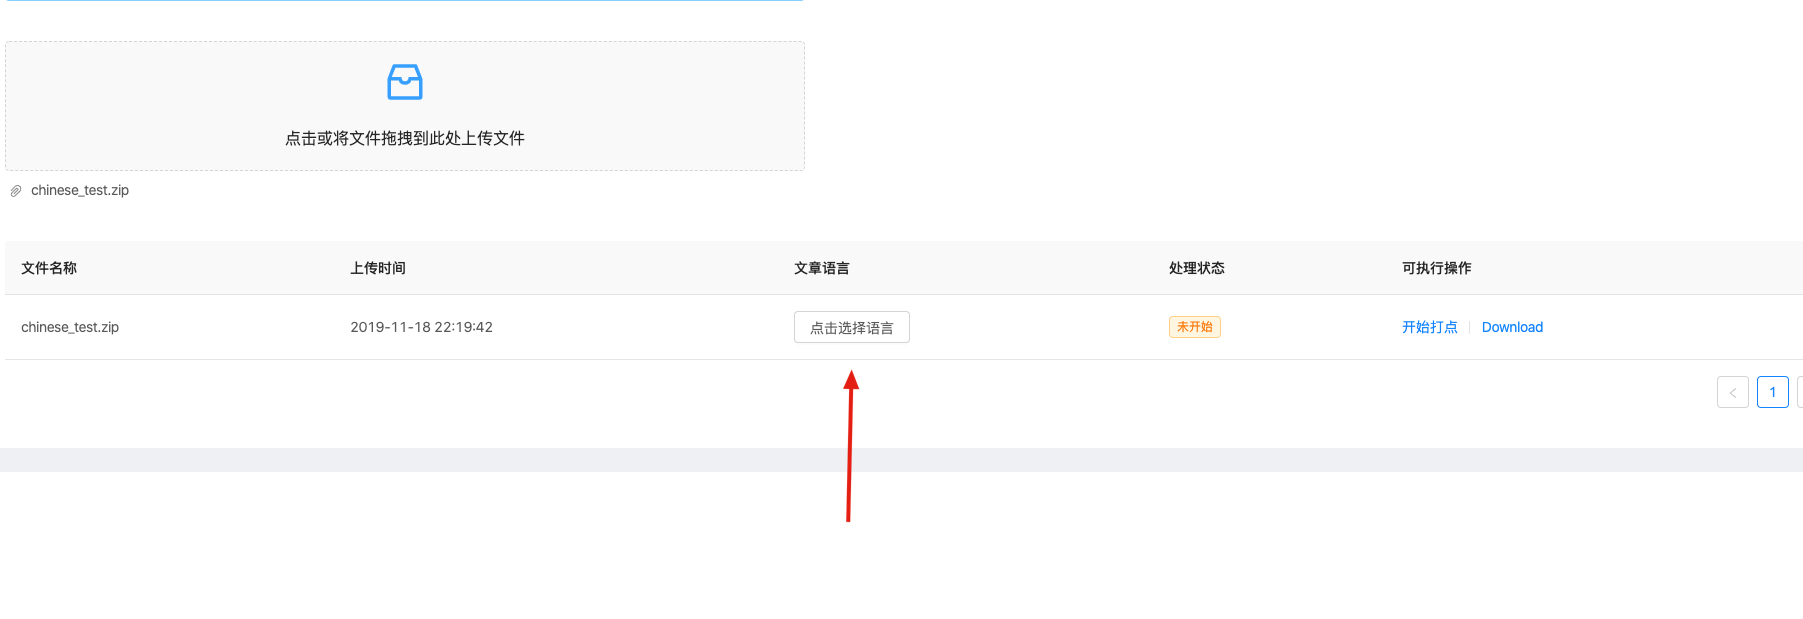 点击或将文件拖拽到此处上传文件
chinese_test.zip
文件名称 上传时间 文章语言 处理状态 可执行操作
chinese_test.zip 2019-11-18 22:19:42 点击选择语言 未开始 开始打点 Download
1